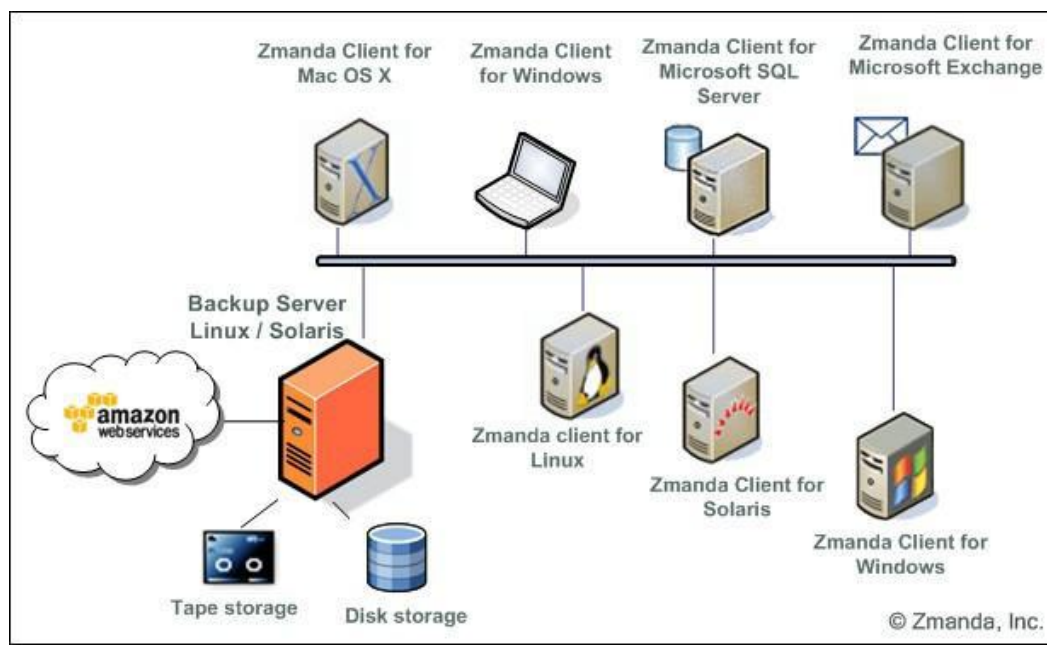 Zmanda Client for
Mac OS X
Zmanda Client
for Windows
Zmanda Client for
Microsoft SQL
Server
Zmanda Client for
Microsoft Exchange
Backup Server
Linux / Solaris
amazon
webservices
Zmanda client for
Linux
Zmanda Client for
Solaris
Zmanda Client for
Windows
Tape storage
Disk storage
© Zmanda, Inc.